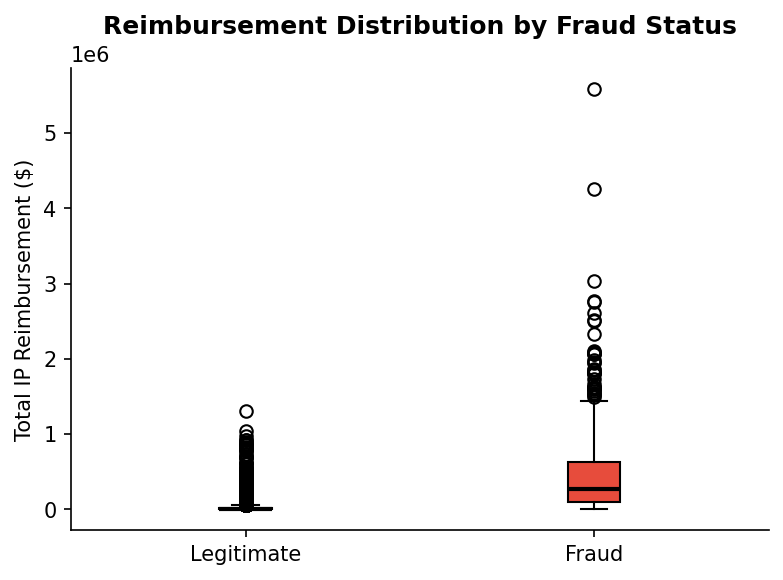 Reimbursement Distribution by Fraud Status
1e6
Total IP Reimbursement ($)
5
4
3
2
1
0
Legitimate
Fraud